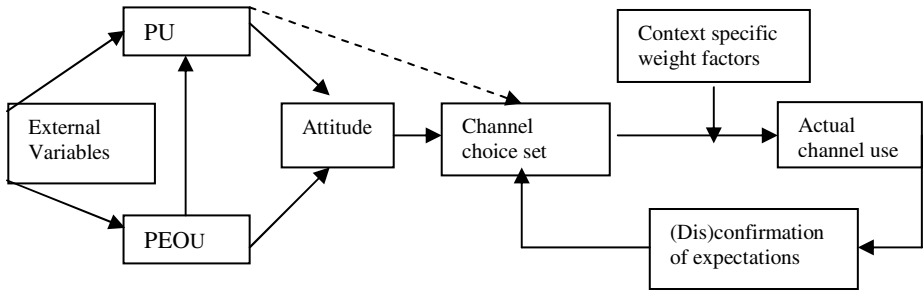 PU
Context specific
weight factors
External
Variables
Attitude
Channel
choice set
Actual
channel use
PEOU
(Dis)confirmation
of expectations